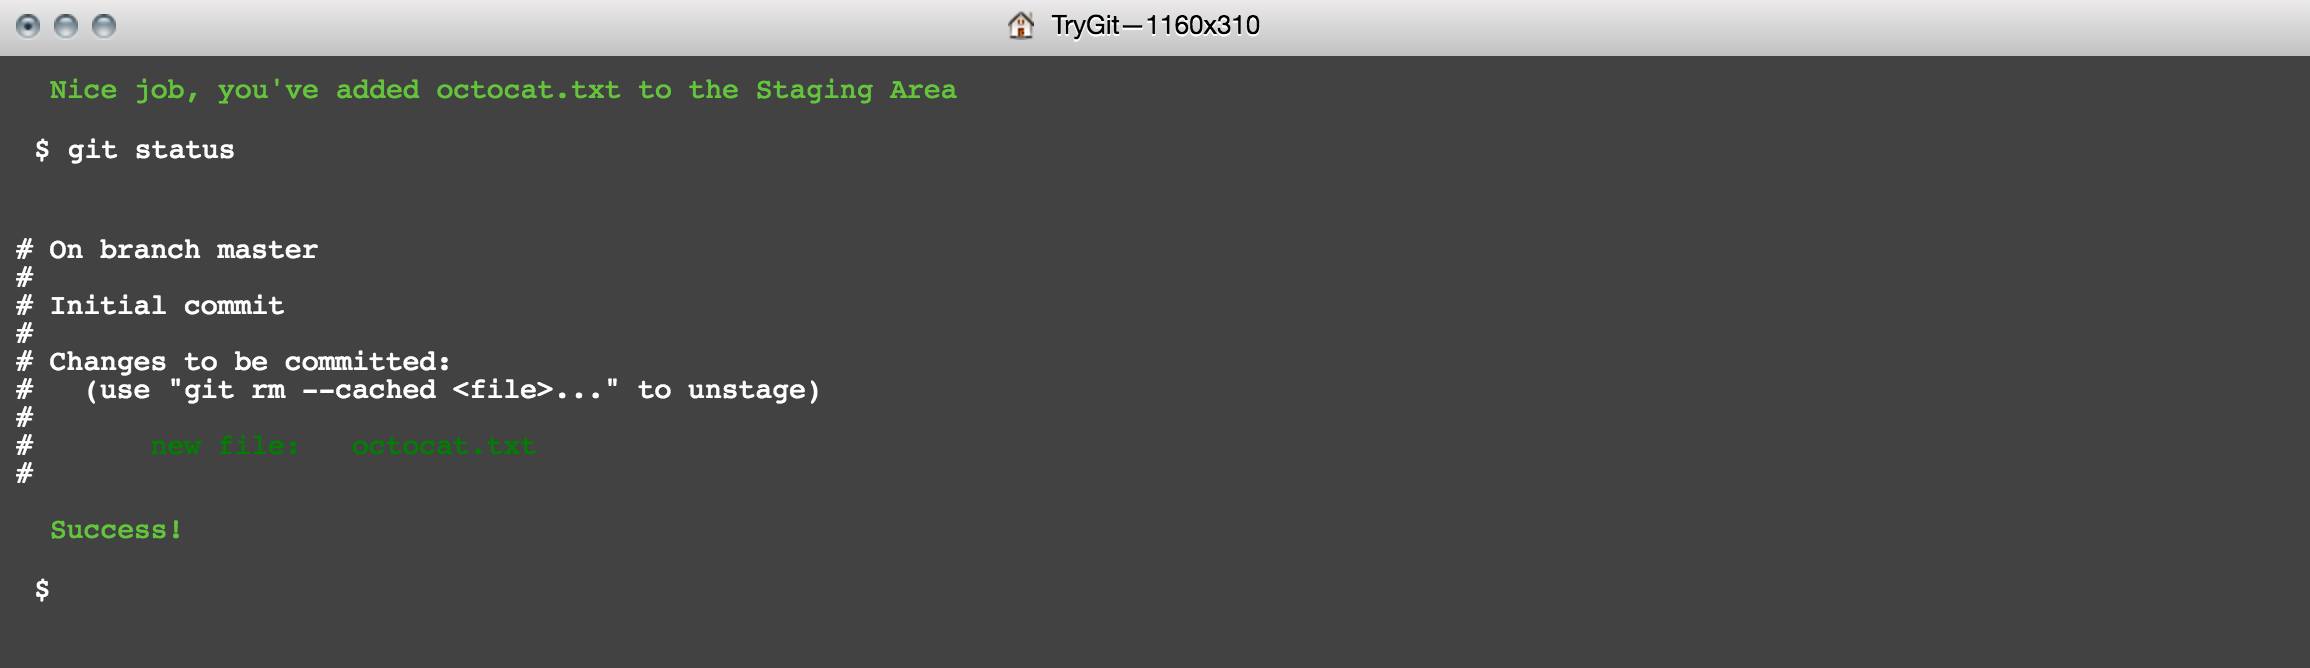 TryGit—1160x310
Nice job, you've added octocat.txt to the Staging Area
$ git status
# On branch master
#
# Initial commit
#
# Changes to be committed:
#   (use "git rm --cached <file>..." to unstage)
#
#       new file:   octocat.txt
#
Success!
$